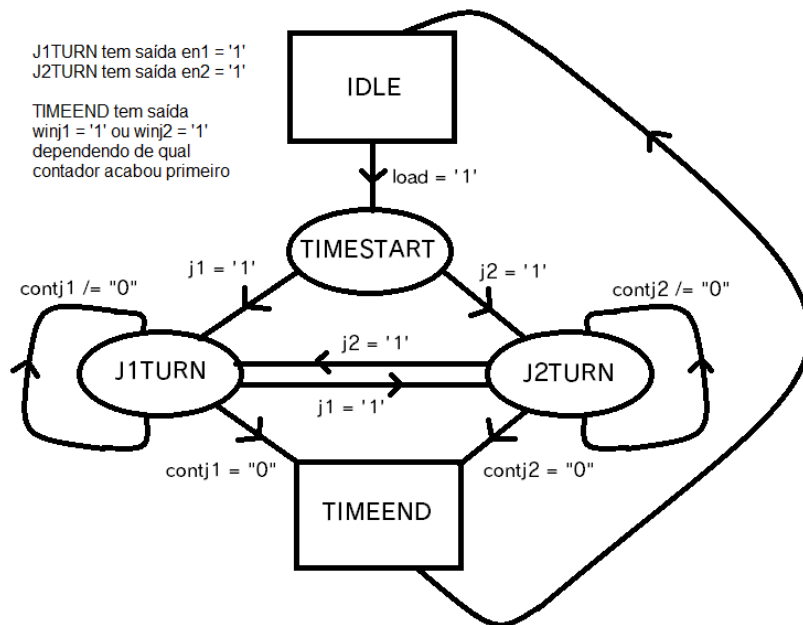 J1TURN tem saída en1 = '1'
J2TURN tem saída en2 = '1'
TIMEEND tem saída
winj1 = '1' ou winj2 = '1'
dependendo de qual
contador acabou primeiro
IDLE
load = '1'
TIMESTART
j1 = '1'
j2 = '1'
contj1 /= "0"
contj2 /= "0"
J1TURN
j2 = '1'
J2TURN
j1 = '1'
contj1 = "0"
contj2 = "0"
TIMEEND